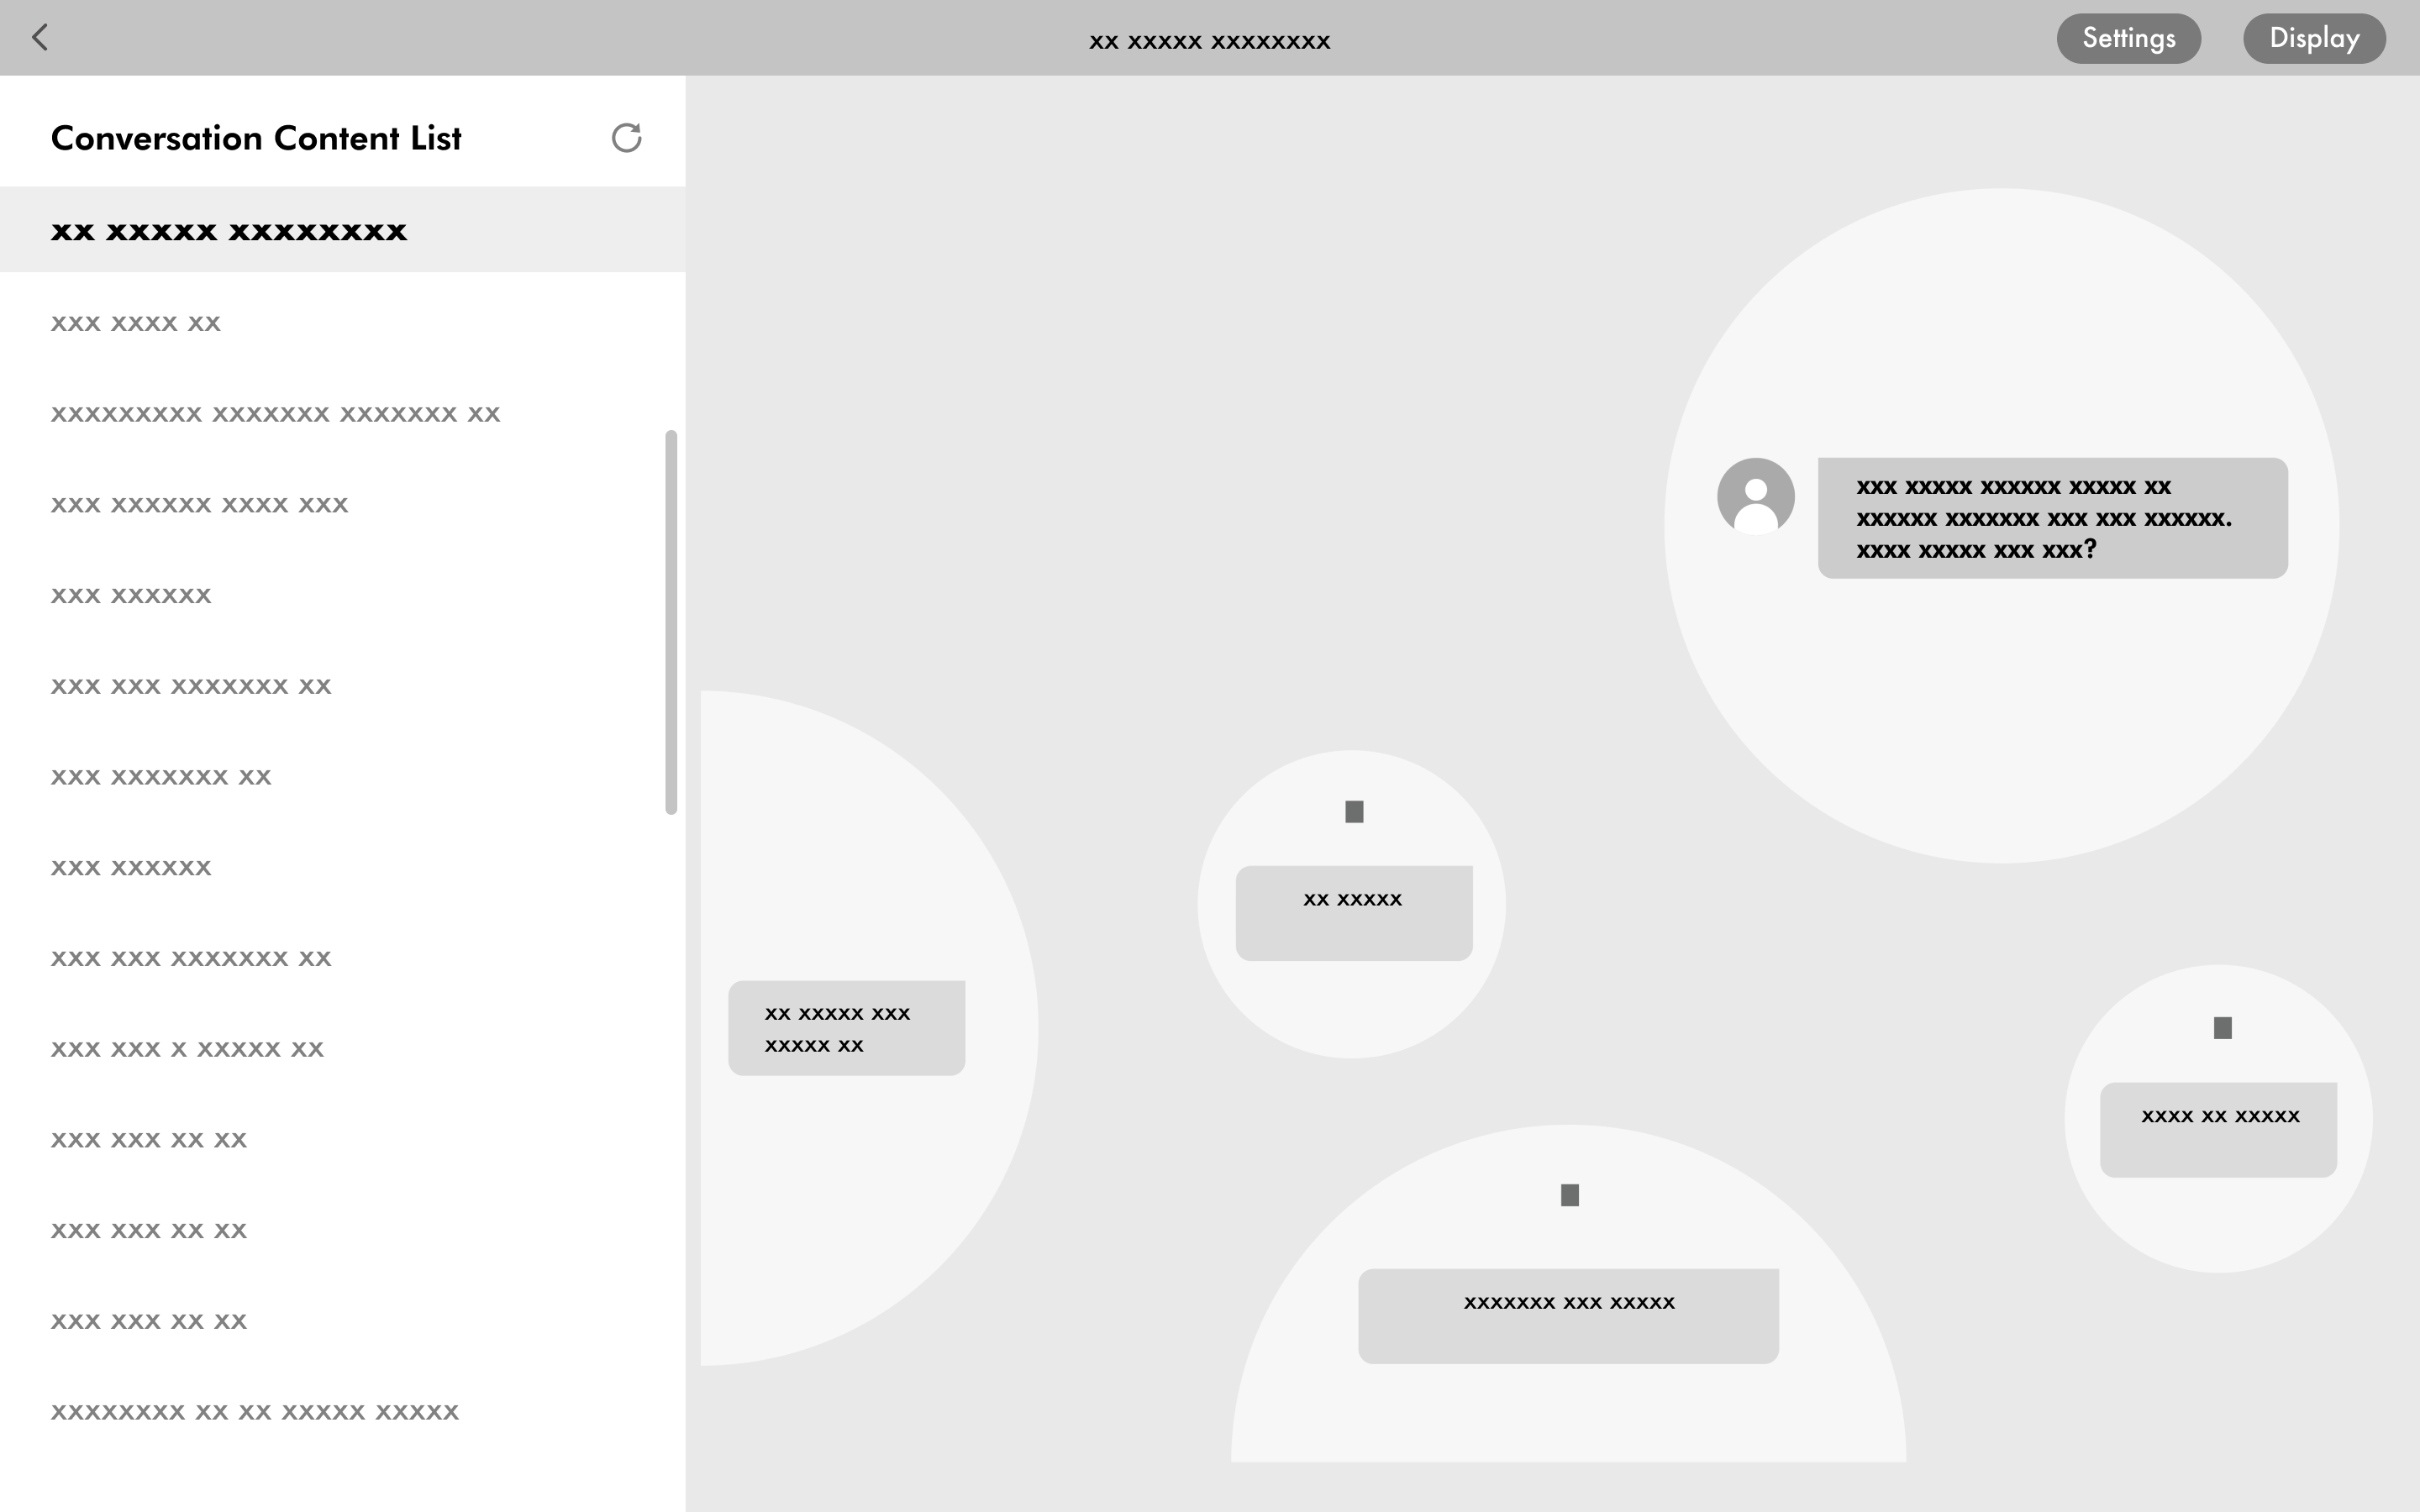 xx xxxxx xxxxxxxx
Settings
Display
Conversation Content List
xx xxxxx xxxxxxxx
xxx xxxx xx
xxxxxxxxx xxxxxxx xxxxxxx xx
xxx xxxxxx xxxx xxx
xxx xxxxxx
xxx xxx xxxxxxx xx
xxx xxxxxxx xx
xxx xxxxxx
xxx xxx xxxxxxx xx
xxx xxx x xxxxx xx
xxx xxx xx xx
xxx xxx xx xx
xxx xxx xx xx
xxxxxxxx xx xx xxxxx xxxxx
xxx xxxxx xxxxxx xxxxx xx
xxxxxx xxxxxxx xxx xxx xxxxxx.
xxxx xxxxx xxx xxx?
xx xxxxx
xx xxxxx xxx
xxxxx xx
xxxx xx xxxxx
xxxxxxx xxx xxxxx